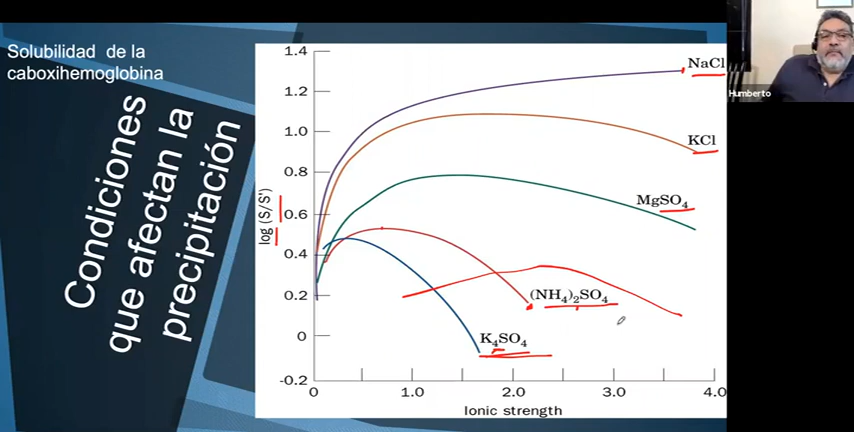 Solubilidad de la
caboxihemoglobina
Condiciones
que afectan la
precipitación
log (S/S')
1.4
1.2
1.0
0.8
0.6
0.4
0.2
0
-0.2
0
1.0
2.0
3.0
4.0
Ionic strength
NaCl
KCl
MgSO4
(NH4)2SO4
K4SO4
Humberto